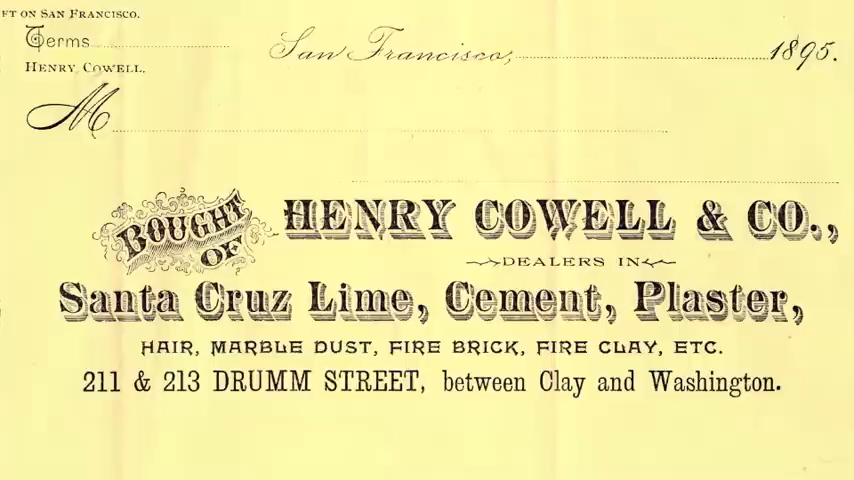 FT ON SAN FRANCISCO.
Terms
San Francisco, 1895.
HENRY COWELL.
M
BOUGHT OF
HENRY COWELL & CO.,
DEALERS IN
Santa Cruz Lime, Cement, Plaster,
HAIR, MARBLE DUST, FIRE BRICK, FIRE CLAY, ETC.
211 & 213 DRUMM STREET, between Clay and Washington.